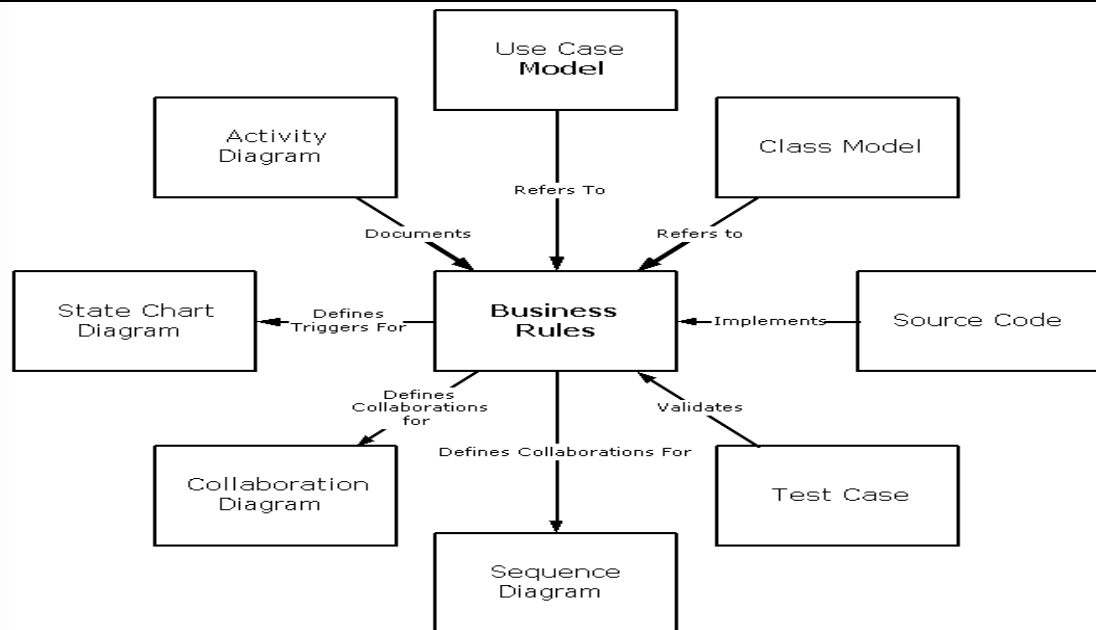 Use Case
Model
Activity
Diagram
Class Model
Refers To
Documents
Refers to
State Chart
Diagram
Defines
Triggers For
Business
Rules
Implements
Source Code
Defines
Collaborations
for
Validates
Defines Collaborations For
Collaboration
Diagram
Test Case
Sequence
Diagram